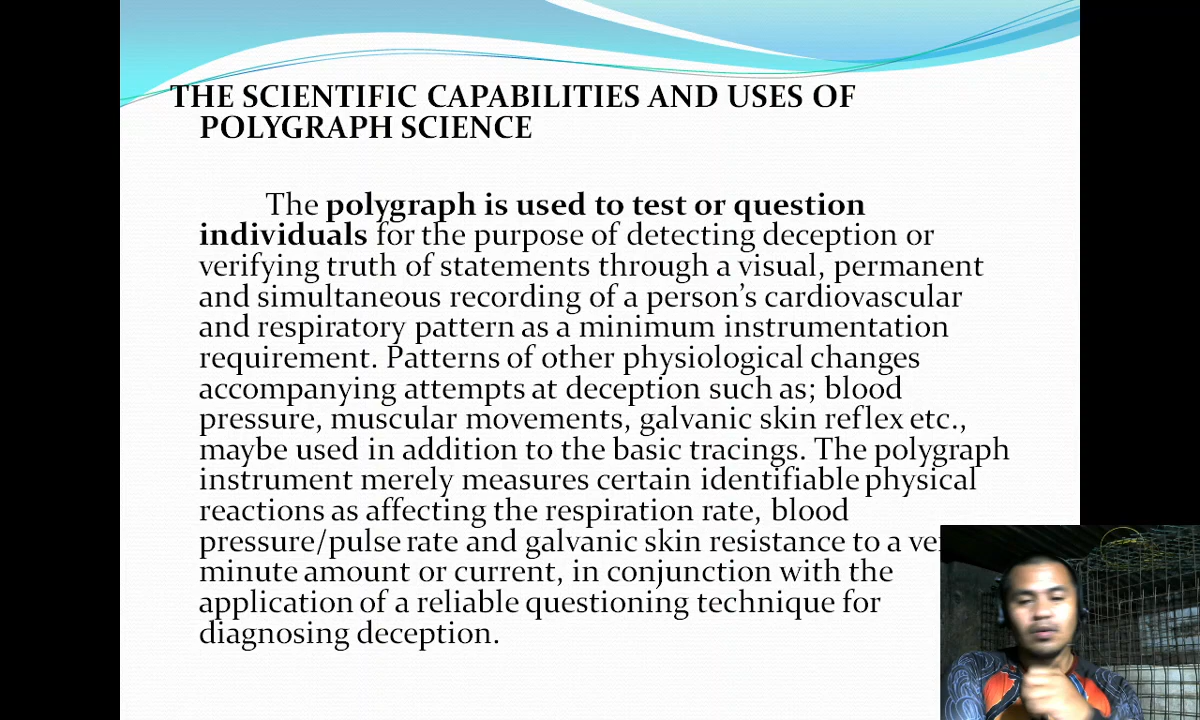 THE SCIENTIFIC CAPABILITIES AND USES OF
POLYGRAPH SCIENCE
The polygraph is used to test or question
individuals for the purpose of detecting deception or
verifying truth of statements through a visual, permanent
and simultaneous recording of a person's cardiovascular
and respiratory pattern as a minimum instrumentation
requirement. Patterns of other physiological changes
accompanying attempts at deception such as; blood
pressure, muscular movements, galvanic skin reflex etc.,
maybe used in addition to the basic tracings. The polygraph
instrument merely measures certain identifiable physical
reactions as affecting the respiration rate, blood
pressure/pulse rate and galvanic skin resistance to a
minute amount or current, in conjunction with the
application of a reliable questioning technique for
diagnosing deception.